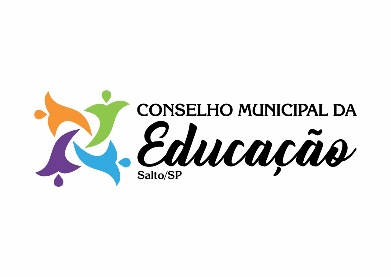 CONSELHO MUNICIPAL DA
Educação
Salto/SP